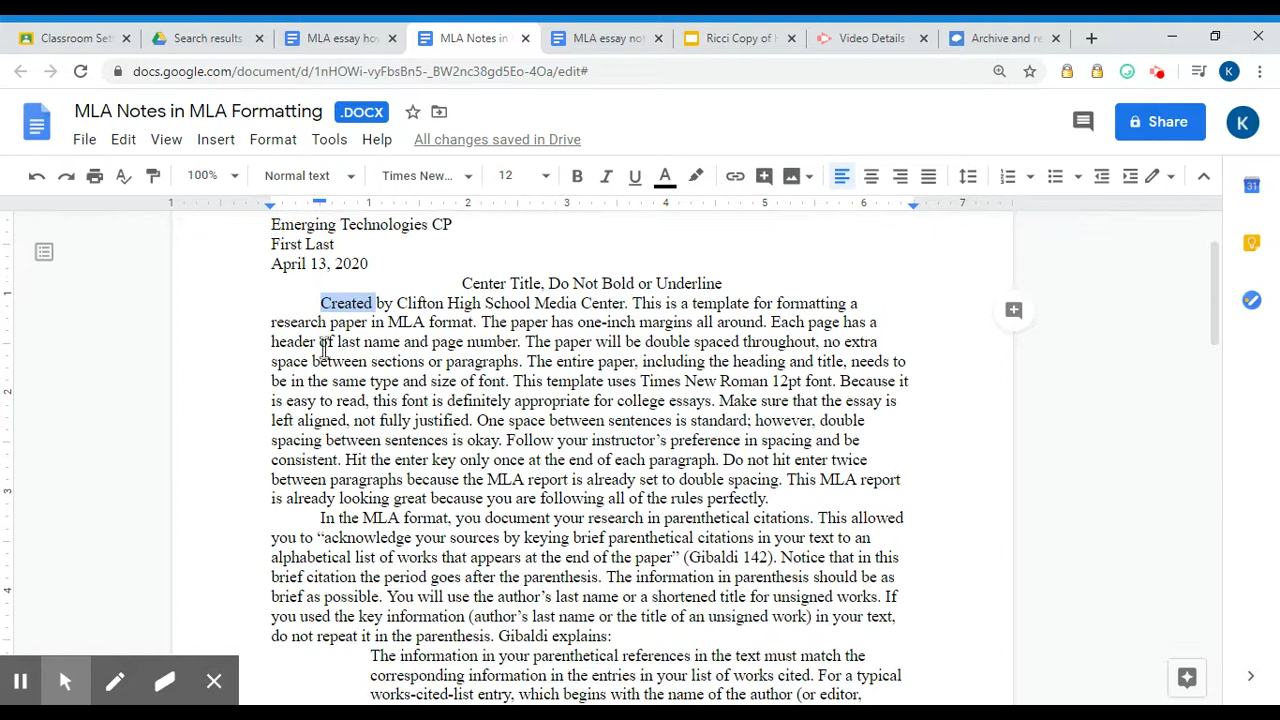 Classroom Set
Search results
MLA essay how
MLA Notes in
MLA essay not
Ricci Copy of
Video Details
Archive and re
docs.google.com/document/d/1nHOWi-vyFbsBn5-_BW2nc38gd5Eo-4Oa/edit#
K
MLA Notes in MLA Formatting .DOCX
Share
K
File Edit View Insert Format Tools Help All changes saved in Drive
100% Normal text Times New... 12 B I U A
31
1 1 2 3 4 5 6 7
Emerging Technologies CP
First Last
April 13, 2020
Center Title, Do Not Bold or Underline
Created by Clifton High School Media Center. This is a template for formatting a
research paper in MLA format. The paper has one-inch margins all around. Each page has a
header of last name and page number. The paper will be double spaced throughout, no extra
space between sections or paragraphs. The entire paper, including the heading and title, needs to
be in the same type and size of font. This template uses Times New Roman 12pt font. Because it
is easy to read, this font is definitely appropriate for college essays. Make sure that the essay is
left aligned, not fully justified. One space between sentences is standard; however, double
spacing between sentences is okay. Follow your instructor’s preference in spacing and be
consistent. Hit the enter key only once at the end of each paragraph. Do not hit enter twice
between paragraphs because the MLA report is already set to double spacing. This MLA report
is already looking great because you are following all of the rules perfectly.
In the MLA format, you document your research in parenthetical citations. This allowed
you to “acknowledge your sources by keying brief parenthetical citations in your text to an
alphabetical list of works that appears at the end of the paper” (Gibaldi 142). Notice that in this
brief citation the period goes after the parenthesis. The information in parenthesis should be as
brief as possible. You will use the author’s last name or a shortened title for unsigned works. If
you used the key information (author’s last name or the title of an unsigned work) in your text,
do not repeat it in the parenthesis. Gibaldi explains:
The information in your parenthetical references in the text must match the
corresponding information in the entries in your list of works cited. For a typical
works-cited-list entry, which begins with the name of the author (or editor,
1
2
3
4